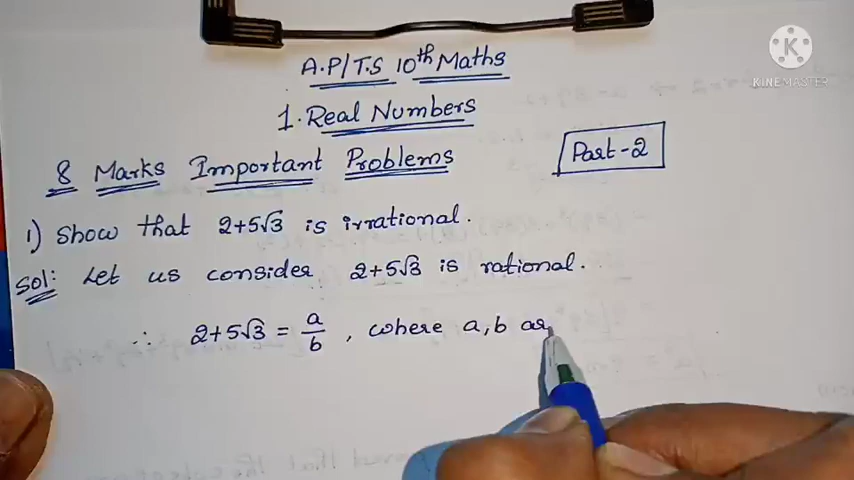 A.P/T.S 10th Maths
KINEMASTER
1. Real Numbers
8 Marks Important Problems
Part-2
1) Show that 2+5√3 is irrational.
Sol: Let us consider 2+5√3 is rational.
∴ 2+5√3 = a/b, where a,b ar